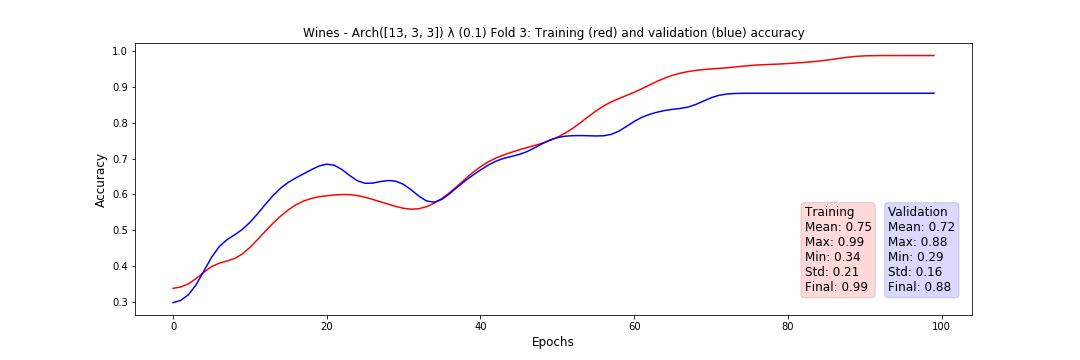 Wines - Arch([13, 3, 3]) λ (0.1) Fold 3: Training (red) and validation (blue) accuracy
Accuracy
1.0
0.9
0.8
0.7
0.6
0.5
0.4
0.3
Training
Mean: 0.75
Max: 0.99
Min: 0.34
Std: 0.21
Final: 0.99
Validation
Mean: 0.72
Max: 0.88
Min: 0.29
Std: 0.16
Final: 0.88
0
20
40
60
80
100
Epochs